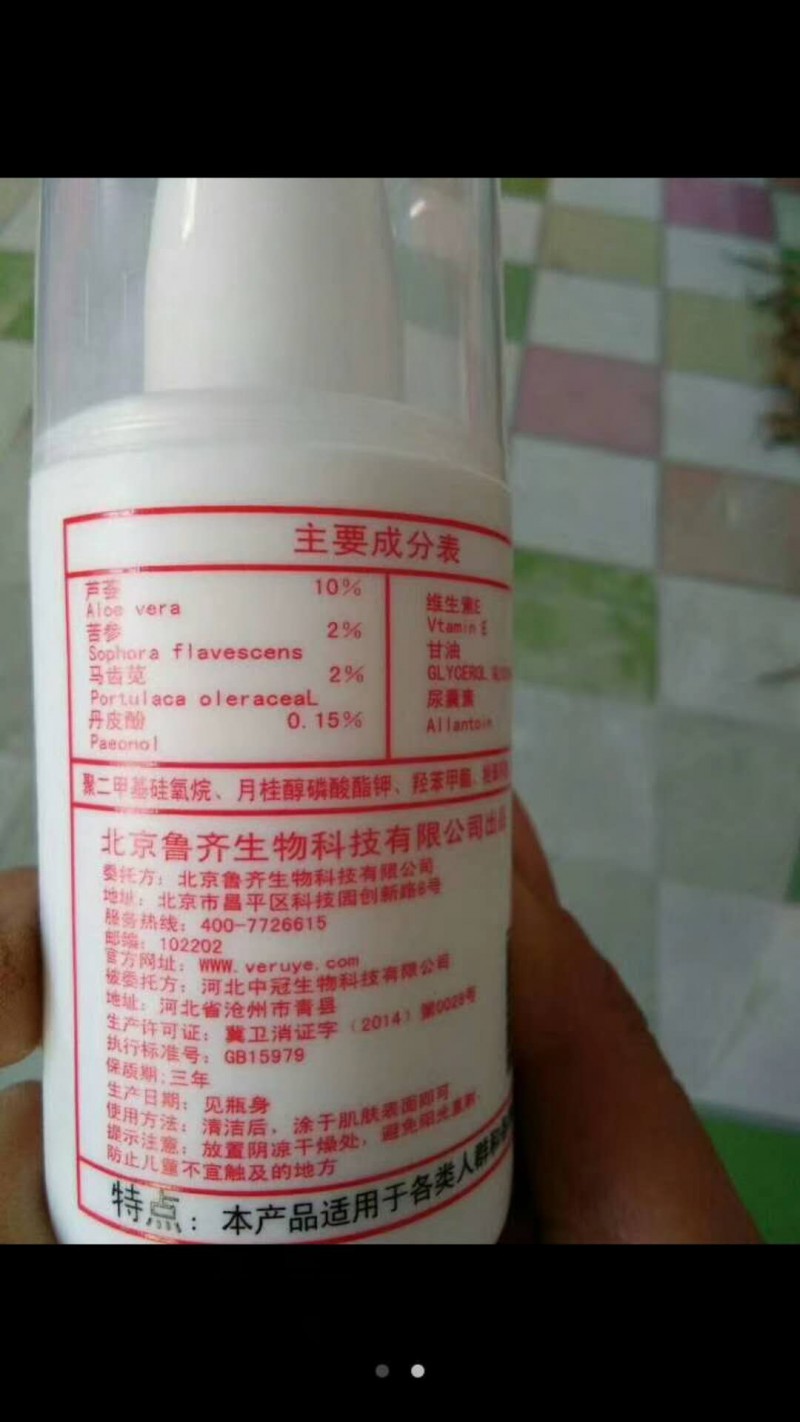 主要成分表
芦荟 10%
Aloe vera
苦参 2%
Sophora flavescens
马齿苋 2%
Portulaca oleraceaL
丹皮酚 0.15%
Paeonol
维生素E
Vtamin E
甘油
GLYCEROL
尿囊素
Allantoin
聚二甲基硅氧烷、月桂醇磷酸酯钾、羟苯甲酯、
北京鲁齐生物科技有限公司出品
委托方：北京鲁齐生物科技有限公司
地址：北京市昌平区科技园创新路6号
服务热线：400-7726615
邮编：102202
官方网址：WWW.veruye.com
被委托方：河北中冠生物科技有限公司
地址：河北省沧州市青县
生产许可证：冀卫消证字（2014）第0028号
执行标准号：GB15979
保质期:三年
生产日期：见瓶身
使用方法：清洁后，涂于肌肤表面即可
提示注意：放置阴凉干燥处，避免阳光直射，
防止儿童不宜触及的地方
特点：本产品适用于各类人群和